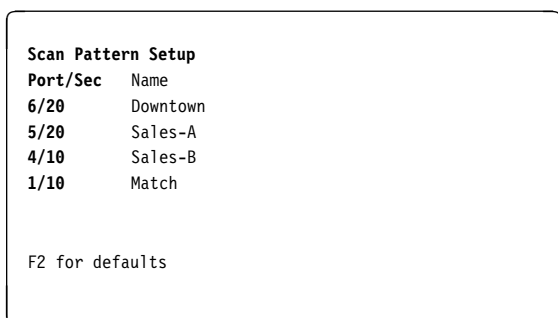 Scan Pattern Setup
Port/Sec Name
6/20 Downtown
5/20 Sales-A
4/10 Sales-B
1/10 Match
F2 for defaults